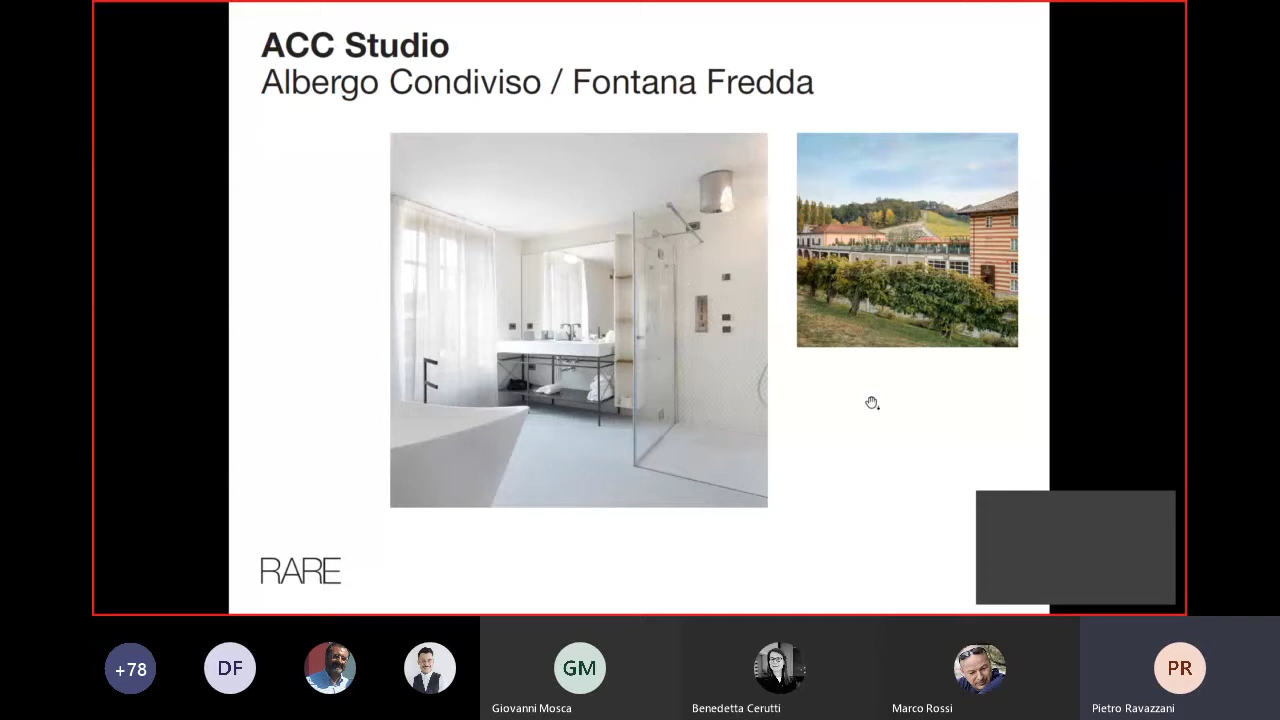 ACC Studio
Albergo Condiviso / Fontana Fredda
RARE
+78
DF
GM
PR
Giovanni Mosca
Benedetta Cerutti
Marco Rossi
Pietro Ravazzani